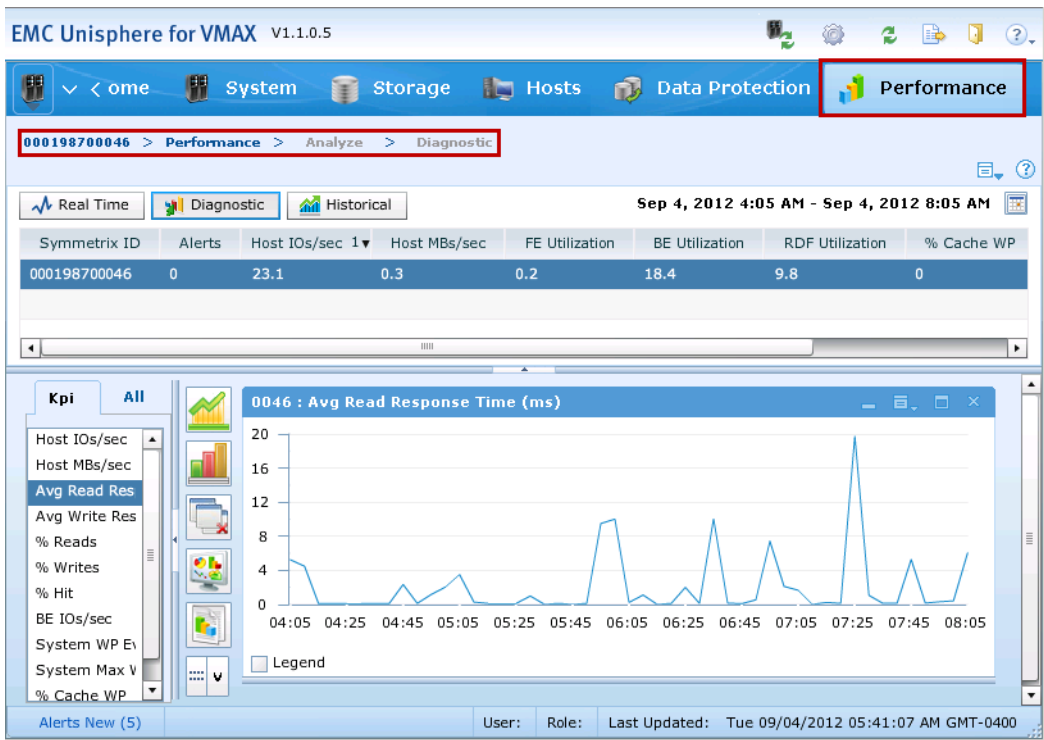 EMC Unisphere for VMAX V1.1.0.5
ome System Storage Hosts Data Protection Performance
000198700046 > Performance > Analyze > Diagnostic
Real Time Diagnostic Historical Sep 4, 2012 4:05 AM - Sep 4, 2012 8:05 AM
Symmetrix ID Alerts Host IOs/sec 1 Host MBs/sec FE Utilization BE Utilization RDF Utilization % Cache WP
000198700046 0 23.1 0.3 0.2 18.4 9.8 0
Kpi All
Host IOs/sec
Host MBs/sec
Avg Read Res
Avg Write Res
% Reads
% Writes
% Hit
BE IOs/sec
System WP Ev
System Max W
% Cache WP
0046 : Avg Read Response Time (ms)
20
16
12
8
4
0
04:05 04:25 04:45 05:05 05:25 05:45 06:05 06:25 06:45 07:05 07:25 07:45 08:05
Legend
Alerts New (5) User: Role: Last Updated: Tue 09/04/2012 05:41:07 AM GMT-0400